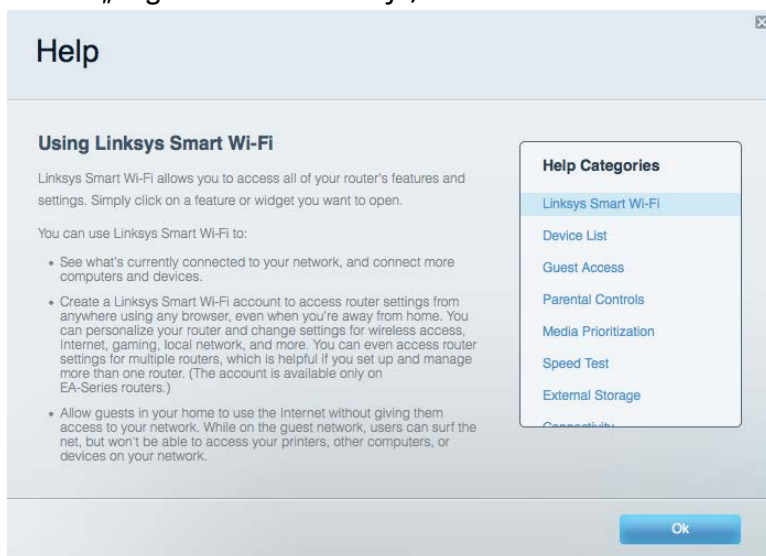 Help
Using Linksys Smart Wi-Fi
Linksys Smart Wi-Fi allows you to access all of your router's features and
settings. Simply click on a feature or widget you want to open.
You can use Linksys Smart Wi-Fi to:
• See what's currently connected to your network, and connect more
computers and devices.
• Create a Linksys Smart Wi-Fi account to access router settings from
anywhere using any browser, even when you're away from home. You
can personalize your router and change settings for wireless access,
Internet, gaming, local network, and more. You can even access router
settings for multiple routers, which is helpful if you set up and manage
more than one router. (The account is available only on
EA-Series routers.)
• Allow guests in your home to use the Internet without giving them
access to your network. While on the guest network, users can surf the
net, but won't be able to access your printers, other computers, or
devices on your network.
Help Categories
Linksys Smart Wi-Fi
Device List
Guest Access
Parental Controls
Media Prioritization
Speed Test
External Storage
Connectivity
Ok